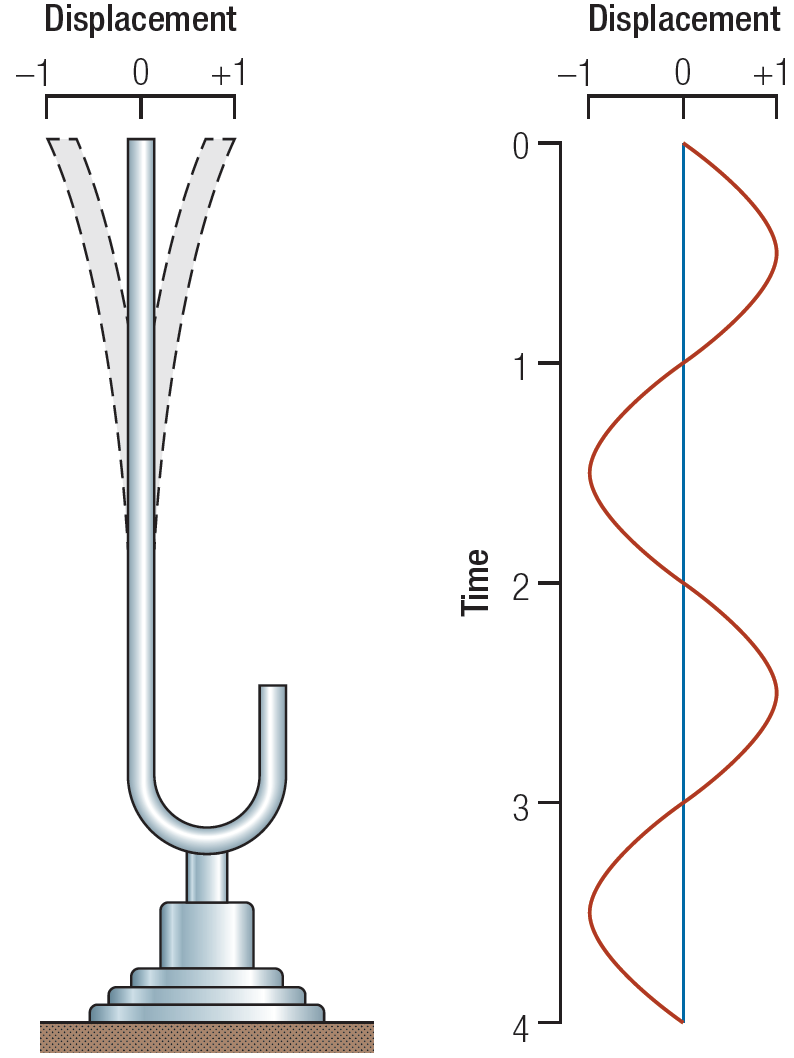 Displacement
–1 0 +1
Displacement
–1 0 +1
0
1
Time
2
3
4